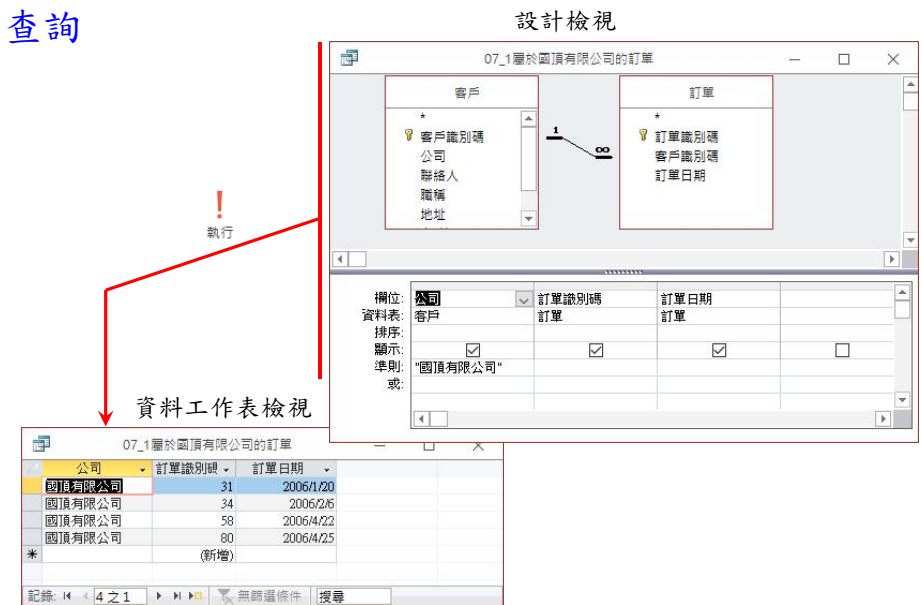 查詢
設計檢視
07_1屬於國頂有限公司的訂單
客戶
*
客戶識別碼
公司
聯絡人
職稱
地址
訂單
*
訂單識別碼
客戶識別碼
訂單日期
1
∞
執行
欄位: 公司 訂單識別碼 訂單日期
資料表: 客戶 訂單 訂單
排序:
顯示:
準則: "國頂有限公司"
或:
資料工作表檢視
07_1屬於國頂有限公司的訂單
公司 訂單識別碼 訂單日期
國頂有限公司 31 2006/1/20
國頂有限公司 34 2006/2/6
國頂有限公司 58 2006/4/22
國頂有限公司 80 2006/4/25
* (新增)
記錄: 4 之 1 無篩選條件 搜尋